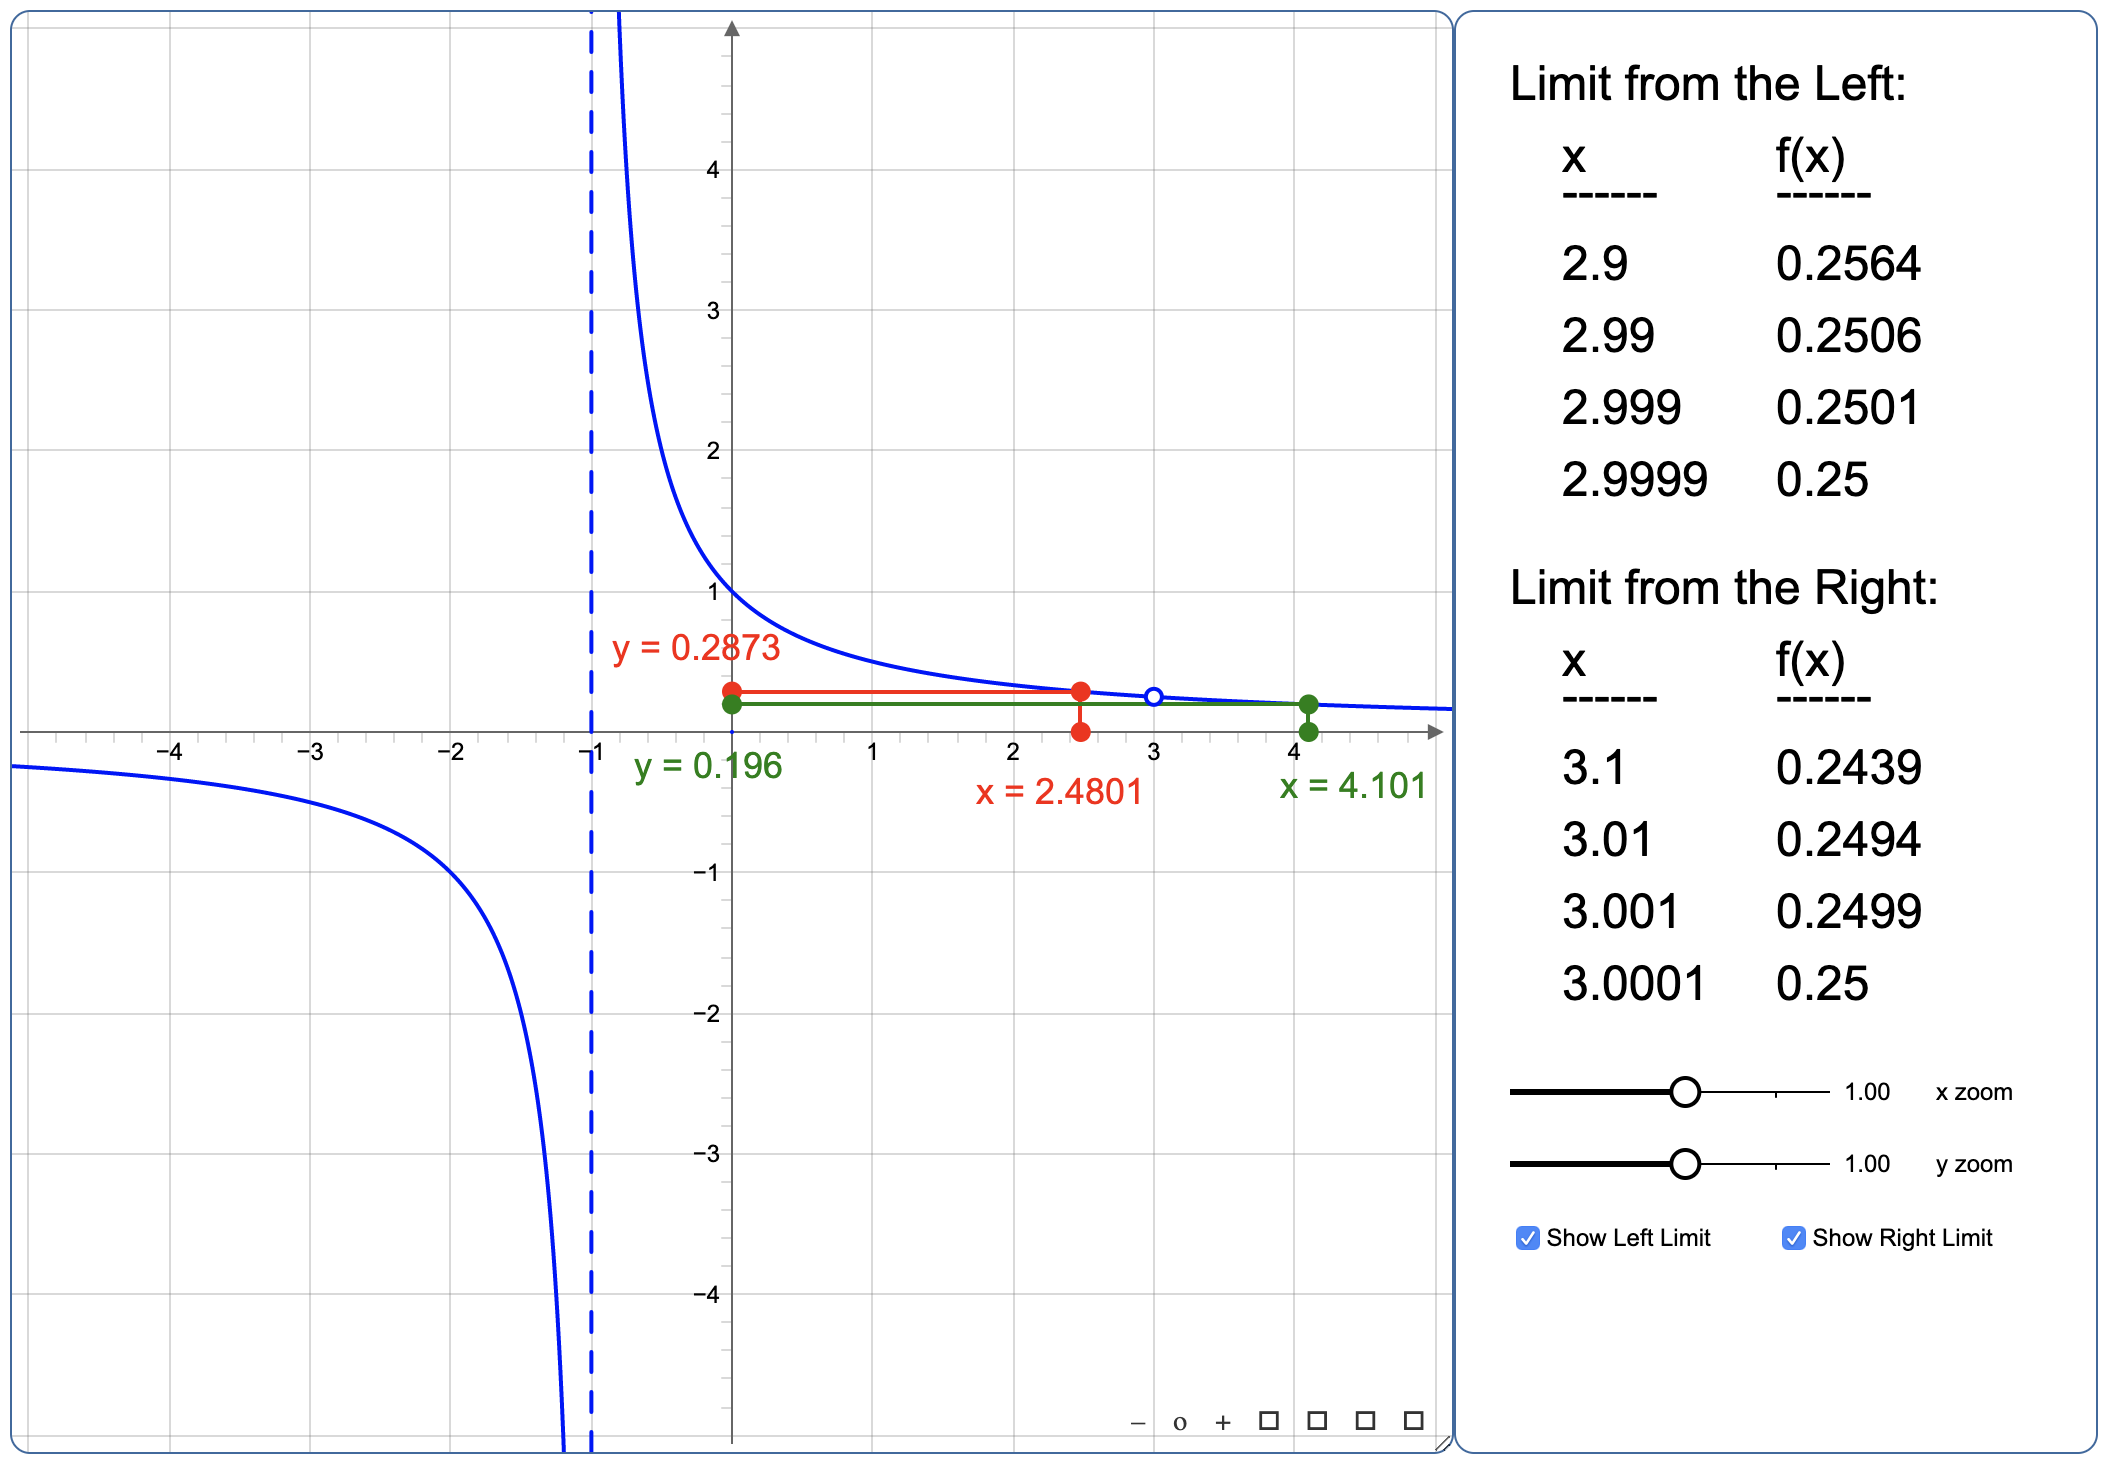 4
3
2
1
y = 0.2873
−4 −3 −2 −1 1 2 3 4
y = 0.196
x = 2.4801 x = 4.101
−1
−2
−3
−4
− o +
Limit from the Left:
x f(x)
------ ------
2.9 0.2564
2.99 0.2506
2.999 0.2501
2.9999 0.25
Limit from the Right:
x f(x)
------ ------
3.1 0.2439
3.01 0.2494
3.001 0.2499
3.0001 0.25
1.00 x zoom
1.00 y zoom
Show Left Limit Show Right Limit